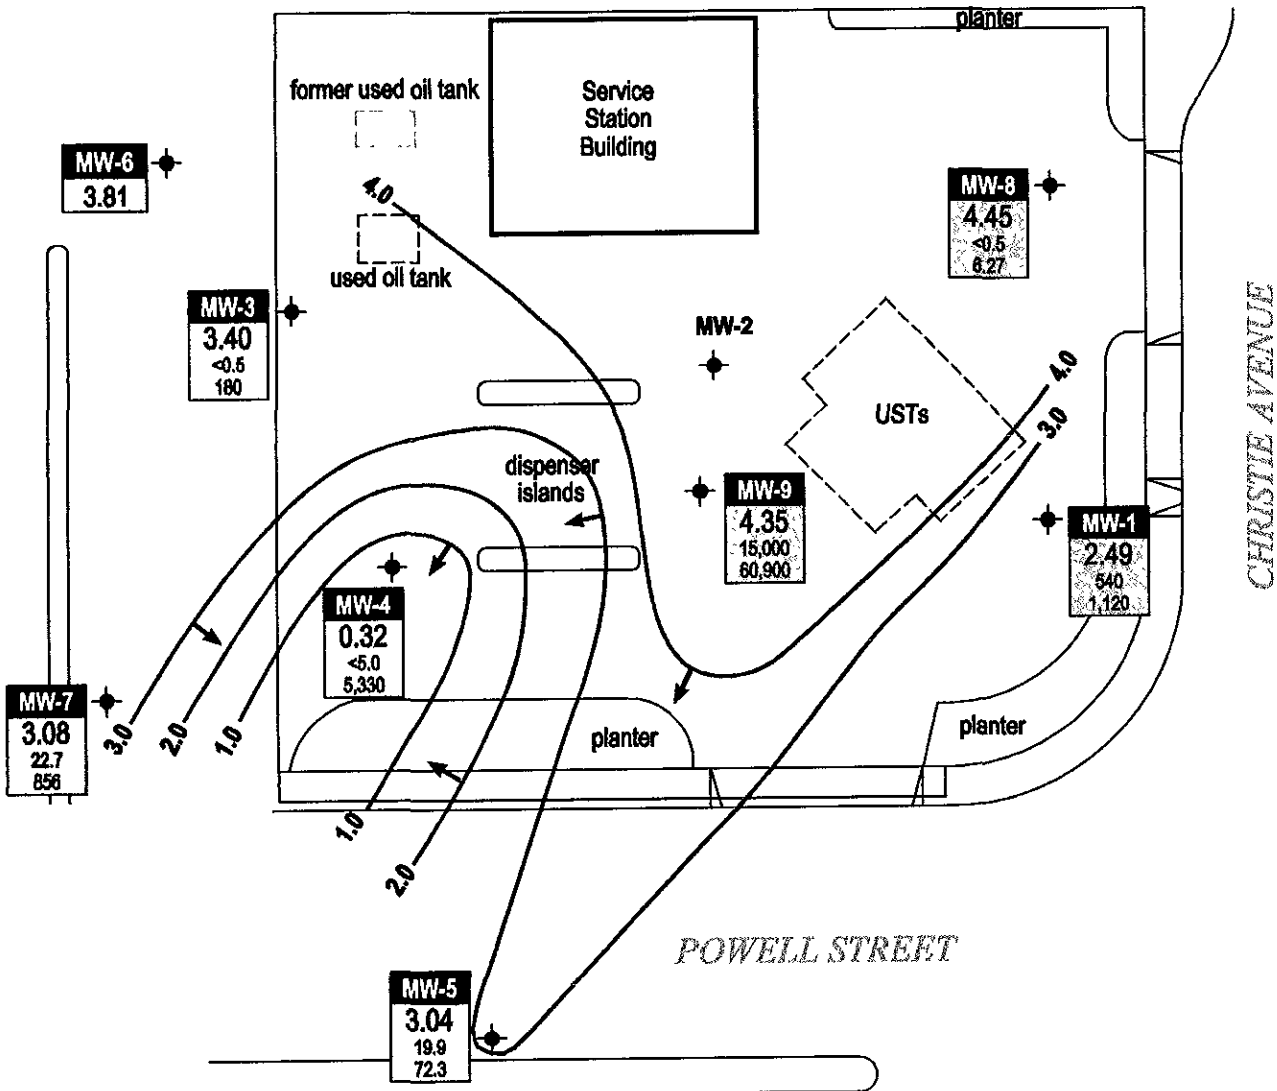 planter
former used oil tank
Service
Station
Building
MW-6
3.81
4.0
MW-8
4.45
<0.5
6.27
used oil tank
MW-3
3.40
<0.5
180
MW-2
CHRISTIE AVENUE
4.0
USTs
3.0
dispenser
islands
MW-9
4.35
15,000
60,900
MW-1
2.49
540
1,120
MW-4
0.32
<5.0
5,330
MW-7
3.08
22.7
856
3.0
2.0
1.0
planter
planter
1.0
2.0
POWELL STREET
MW-5
3.04
19.9
72.3